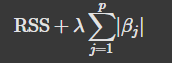 RSS + λ ∑_{j=1}^{p} |β_j|